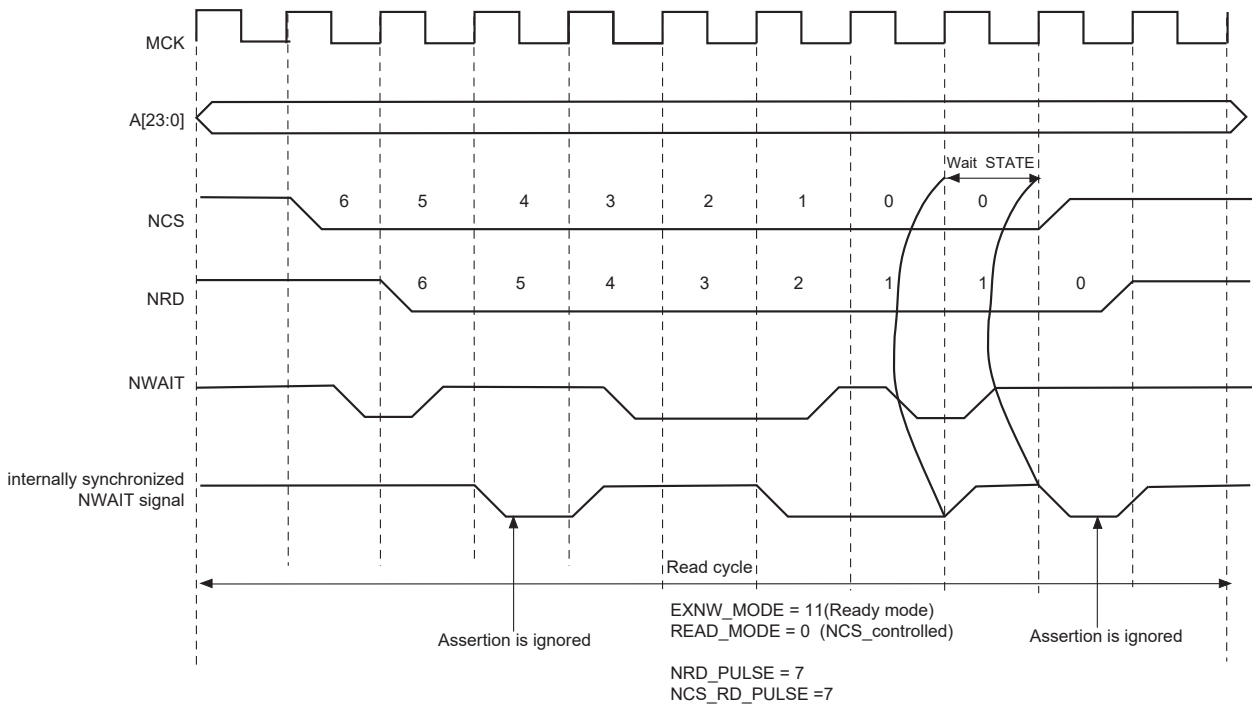 MCK
A[23:0]
Wait STATE
NCS
6 5 4 3 2 1 0 0
NRD
6 5 4 3 2 1 1 0
NWAIT
internally synchronized
NWAIT signal
Read cycle
Assertion is ignored
EXNW_MODE = 11(Ready mode)
READ_MODE = 0 (NCS_controlled)
Assertion is ignored
NRD_PULSE = 7
NCS_RD_PULSE =7